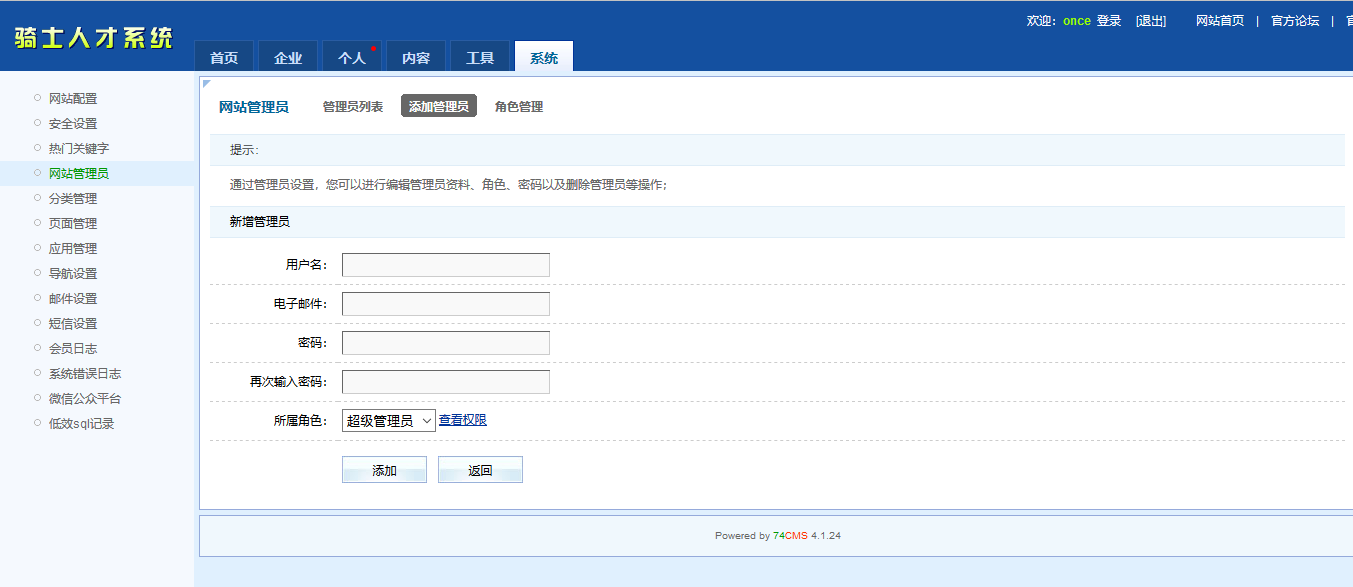 骑士人才系统
欢迎：once 登录 [退出] 网站首页 | 官方论坛 |
首页 企业 个人 内容 工具 系统
网站配置
安全设置
热门关键字
网站管理员
分类管理
页面管理
应用管理
导航设置
邮件设置
短信设置
会员日志
系统错误日志
微信公众平台
低效sql记录
网站管理员 管理员列表 添加管理员 角色管理
提示：
通过管理员设置，您可以进行编辑管理员资料、角色、密码以及删除管理员等操作；
新增管理员
用户名：
电子邮件：
密码：
再次输入密码：
所属角色： 超级管理员 查看权限
添加 返回
Powered by 74CMS 4.1.24